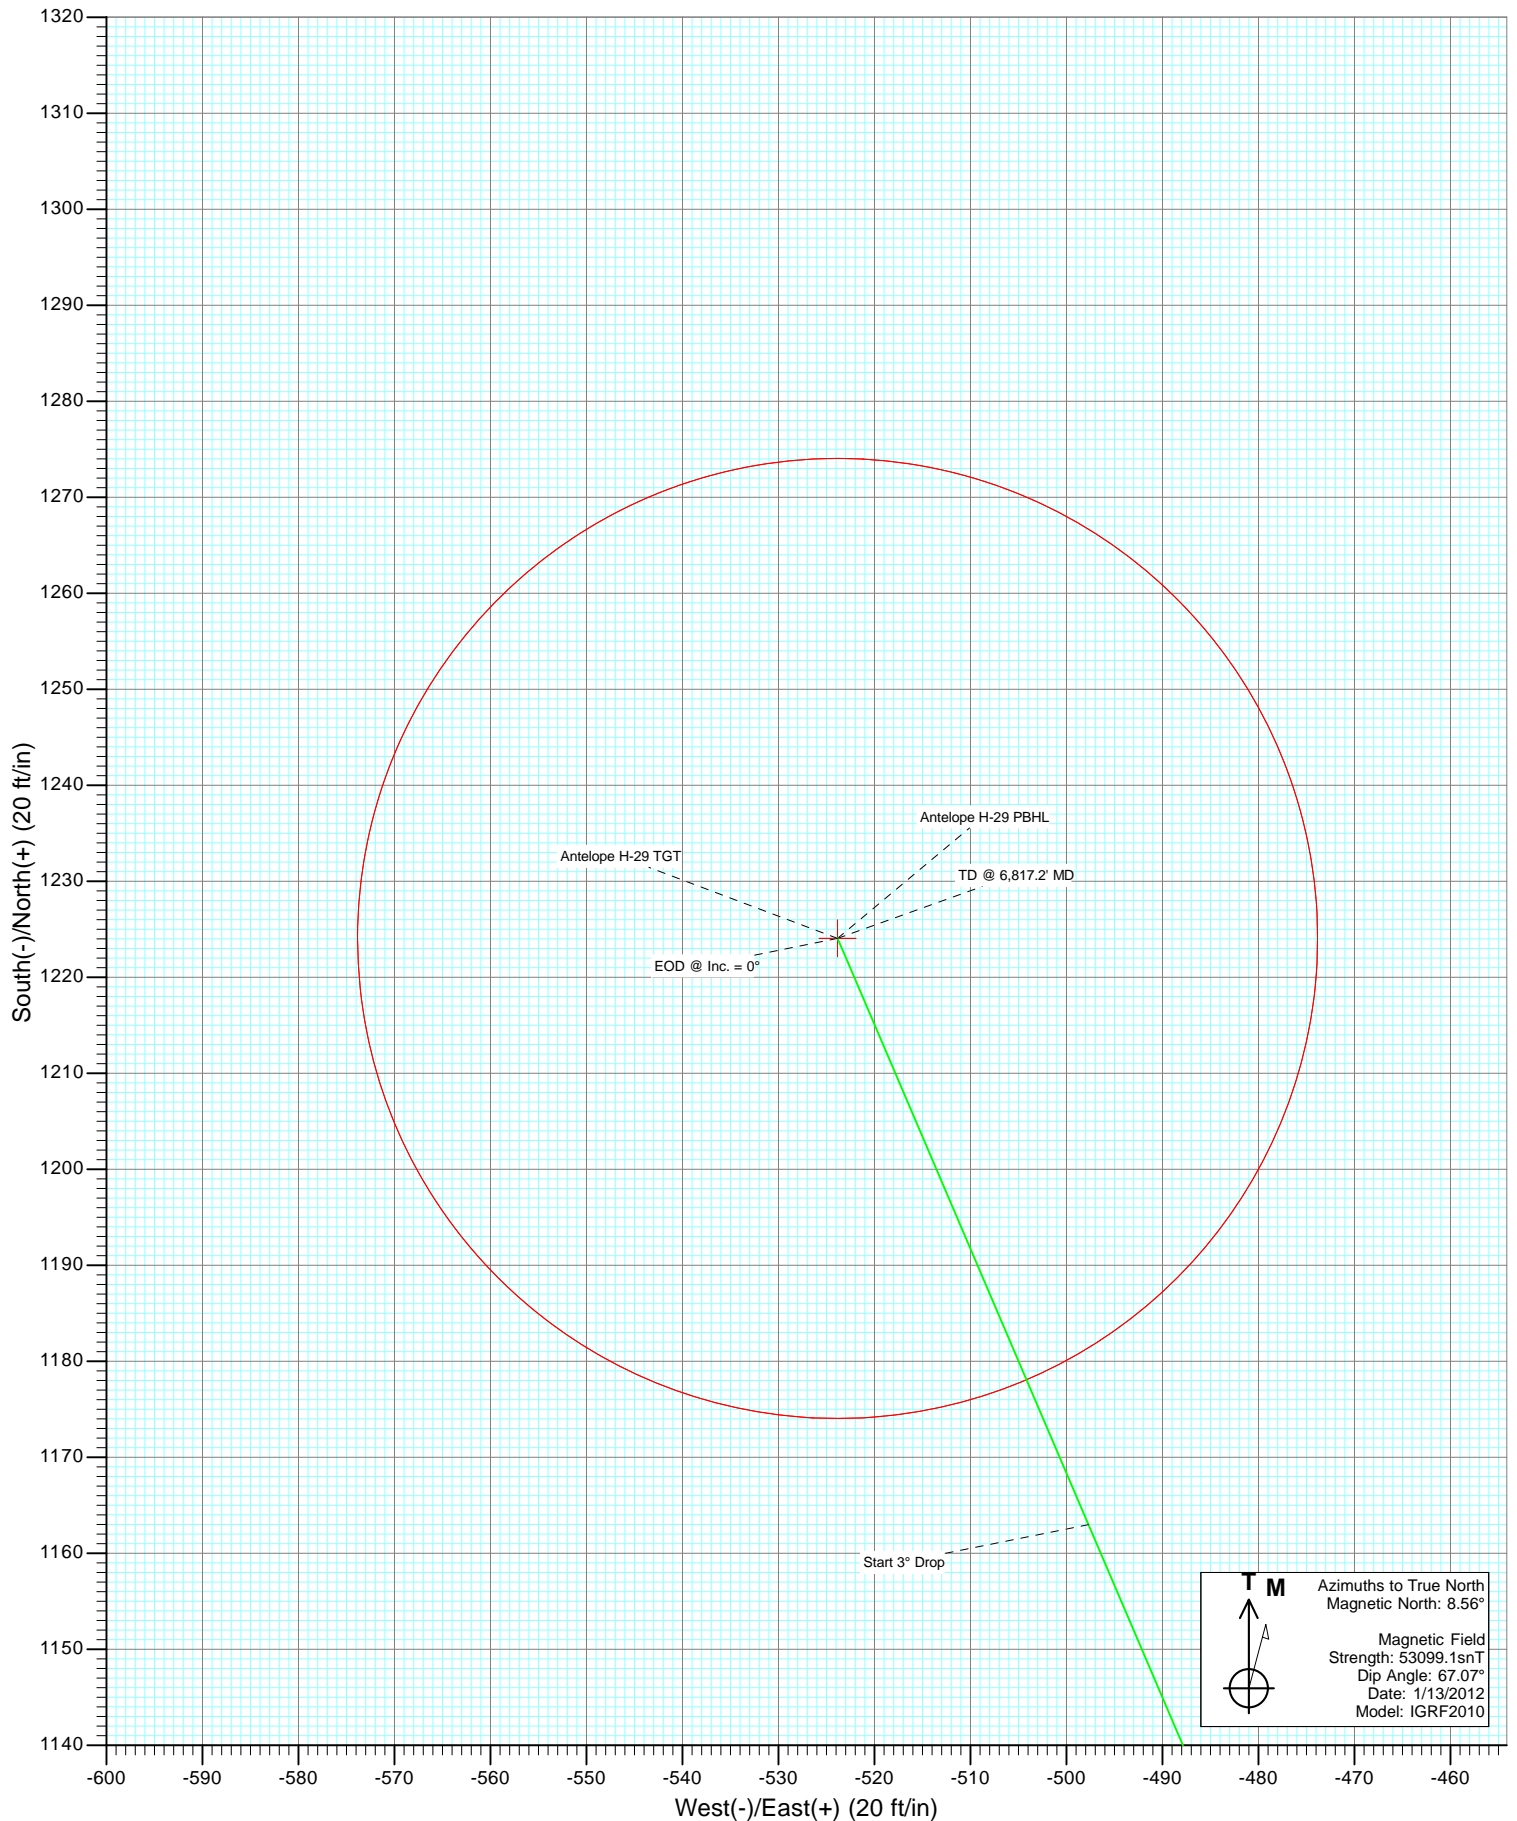 1320
1310
1300
1290
1280
1270
1260
1250
1240
1230
1220
1210
1200
1190
1180
1170
1160
1150
1140
South(-)/North(+) (20 ft/in)
Antelope H-29 PBHL
Antelope H-29 TGT
TD @ 6,817.2' MD
EOD @ Inc. = 0°
Start 3° Drop
T M
Azimuths to True North
Magnetic North: 8.56°
Magnetic Field
Strength: 53099.1snT
Dip Angle: 67.07°
Date: 1/13/2012
Model: IGRF2010
-600 -590 -580 -570 -560 -550 -540 -530 -520 -510 -500 -490 -480 -470 -460
West(-)/East(+) (20 ft/in)